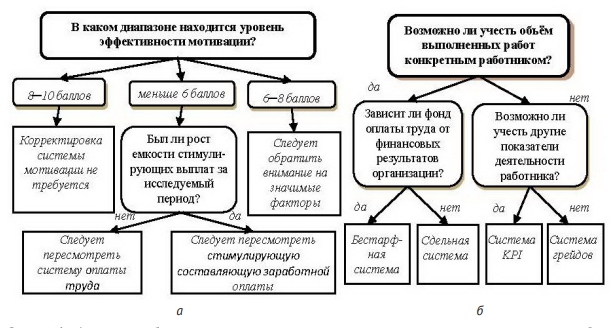 В каком диапазоне находится уровень
эффективности мотивации?
8—10 баллов
меньше 6 баллов
6—8 баллов
Корректировка
системы
мотивации не
требуется
Был ли рост
емкости стимули-
рующих выплат за
исследуемый
период?
Следует
обратить
внимание на
значимые
факторы
нет
да
Следует
пересмотреть
систему оплаты
труда
Следует пересмотреть
стимулирующую
составляющую заработной
оплаты
а
Возможно ли учесть объём
выполненных работ
конкретным работником?
да
нет
Зависит ли фонд
оплаты труда от
финансовых
результатов
организации?
Возможно ли
учесть другие
показатели
деятельности
работника?
да
нет
да
нет
Бестарф-
ная
система
Сдельная
система
Система
KPI
Система
грейдов
б